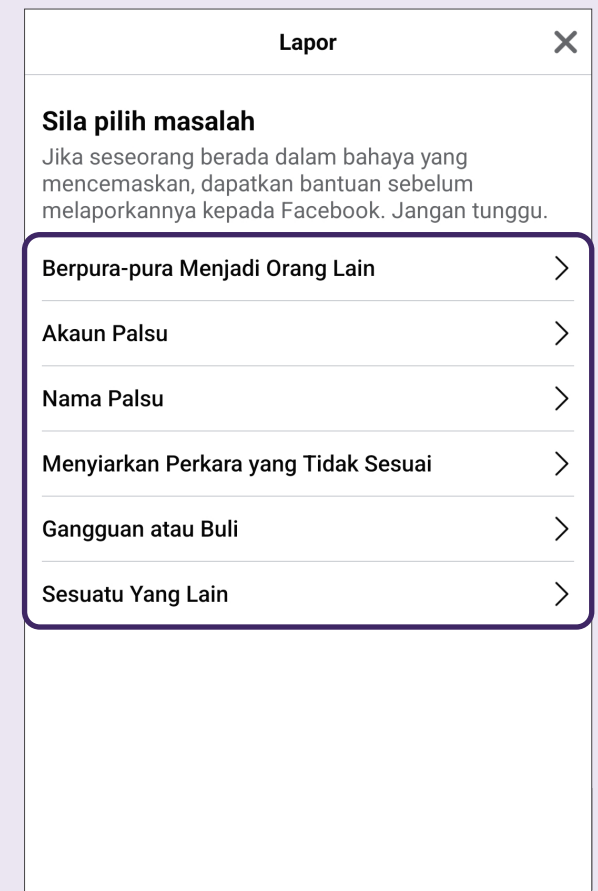 Lapor
Sila pilih masalah
Jika seseorang berada dalam bahaya yang
mencemaskan, dapatkan bantuan sebelum
melaporkannya kepada Facebook. Jangan tunggu.
Berpura-pura Menjadi Orang Lain
Akaun Palsu
Nama Palsu
Menyiarkan Perkara yang Tidak Sesuai
Gangguan atau Buli
Sesuatu Yang Lain